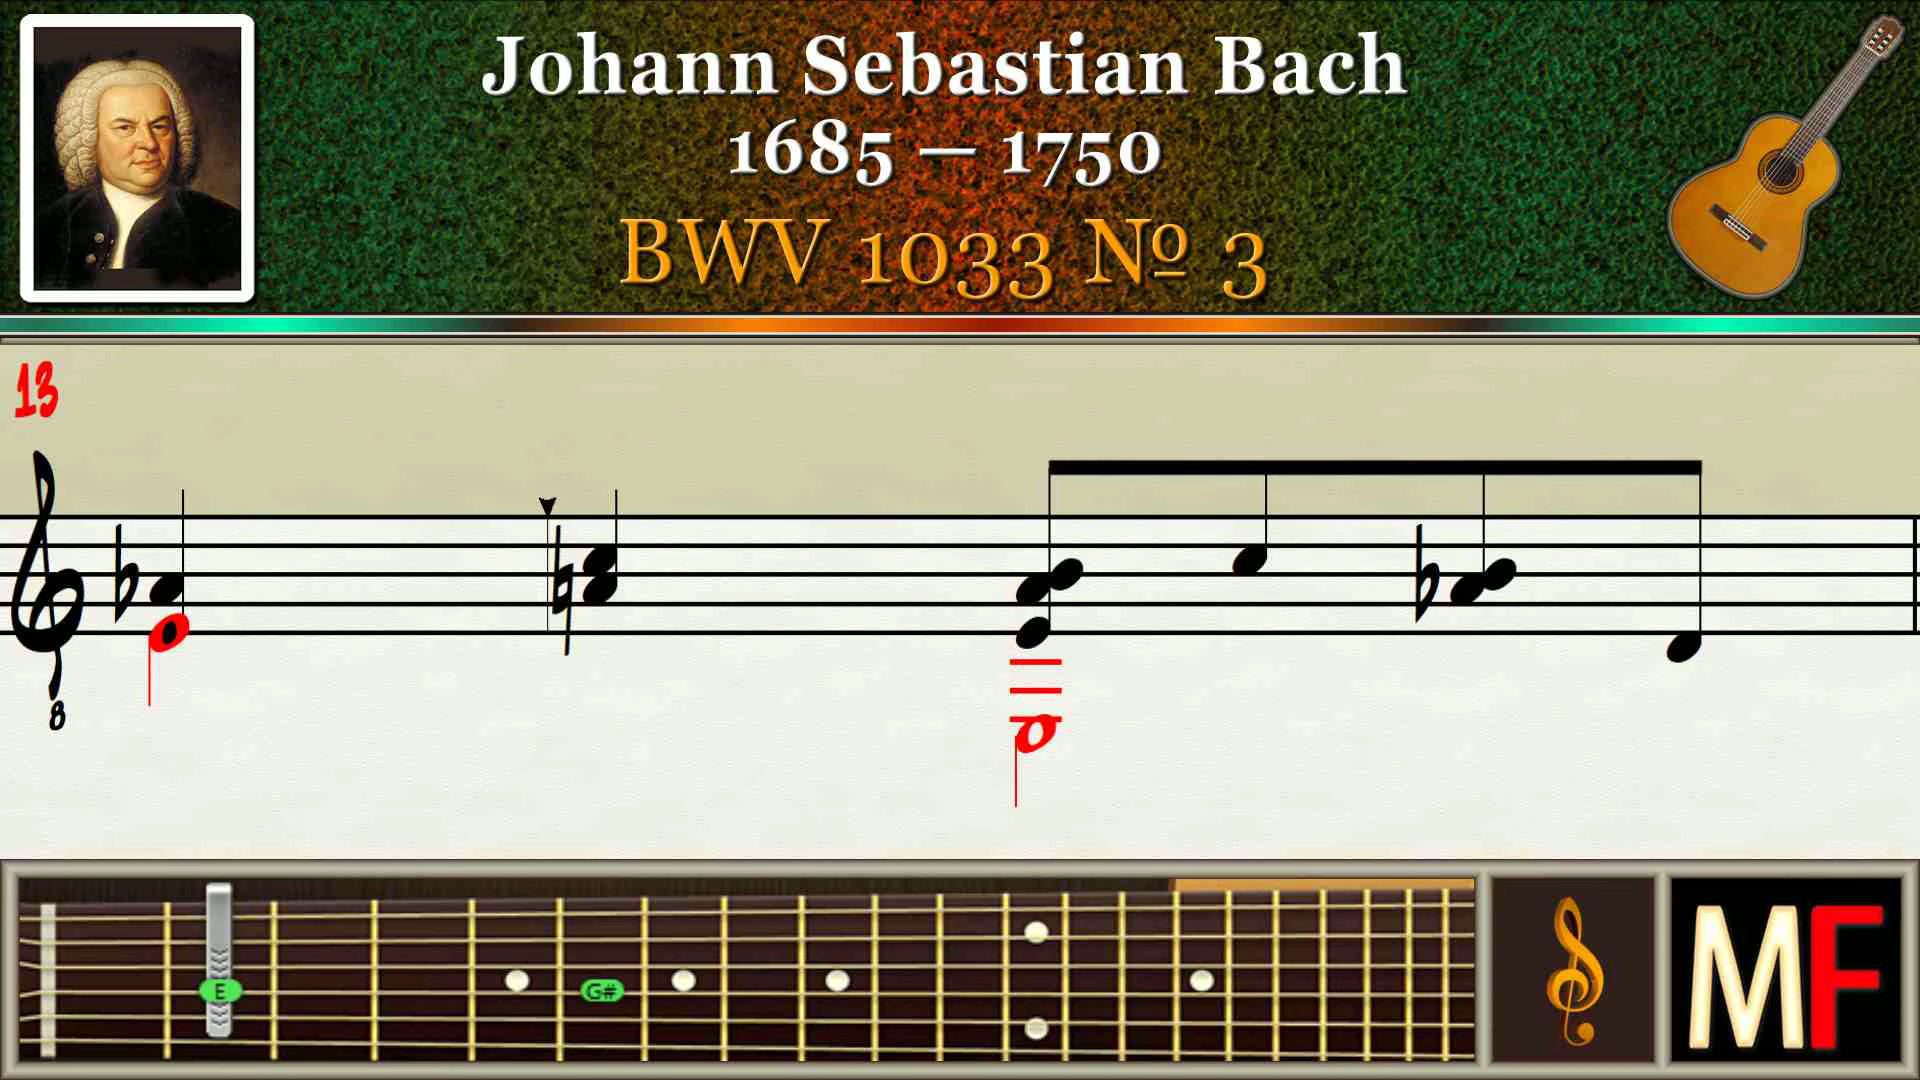 Johann Sebastian Bach
1685 — 1750
BWV 1033 № 3
13
8
E
G#
MF